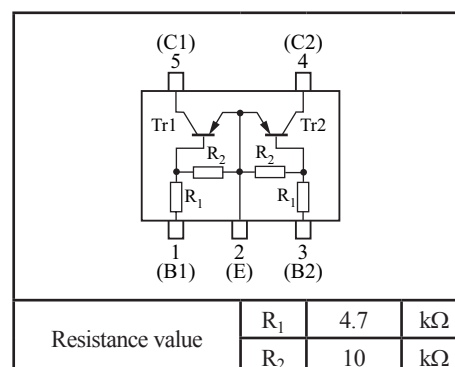 (C1) (C2)
5 4
Tr1 Tr2
R2 R2
R1 R1
1 2 3
(B1) (E) (B2)
Resistance value R1 4.7 kΩ
R2 10 kΩ